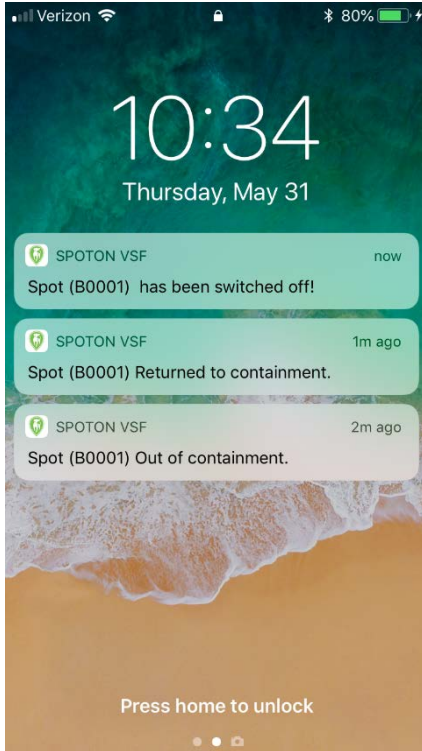 Verizon 80%
10:34
Thursday, May 31
SPOTON VSF now
Spot (B0001) has been switched off!
SPOTON VSF 1m ago
Spot (B0001) Returned to containment.
SPOTON VSF 2m ago
Spot (B0001) Out of containment.
Press home to unlock